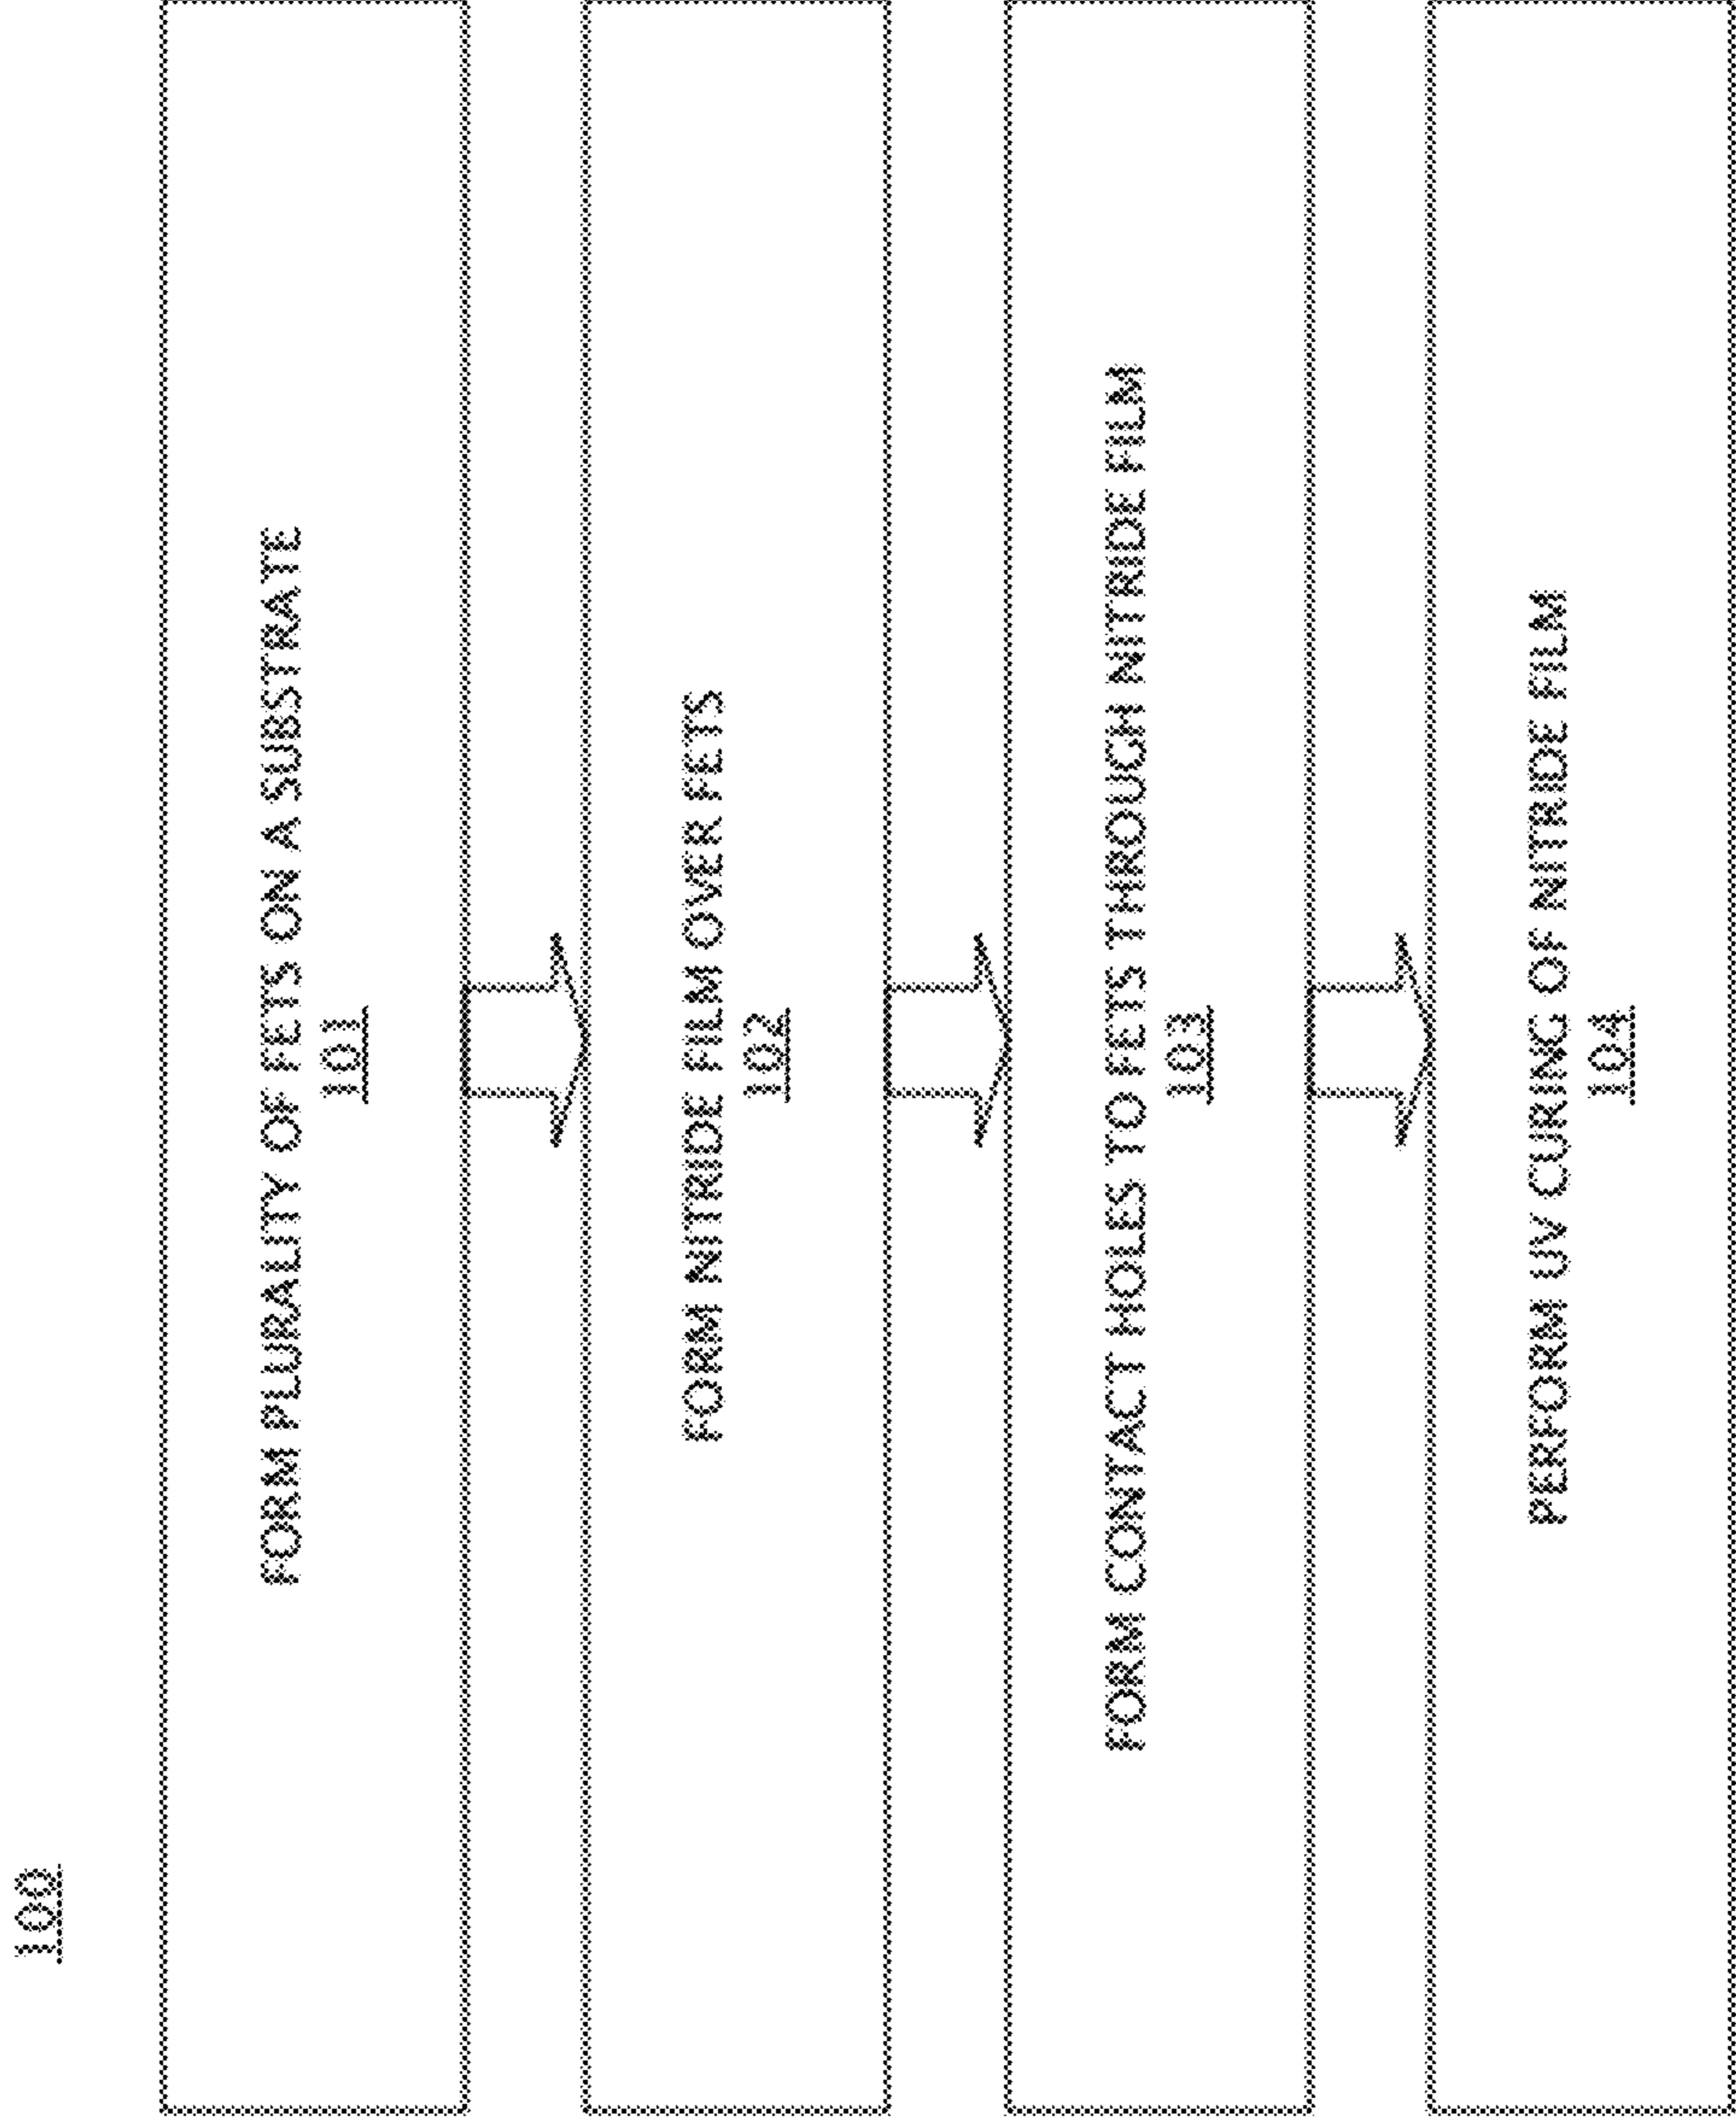 100
FORM PLURALITY OF FETS ON A SUBSTRATE
101
FORM NITRIDE FILM OVER FETS
102
FORM CONTACT HOLES TO FETS THROUGH NITRIDE FILM
103
PERFORM UV CURING OF NITRIDE FILM
104